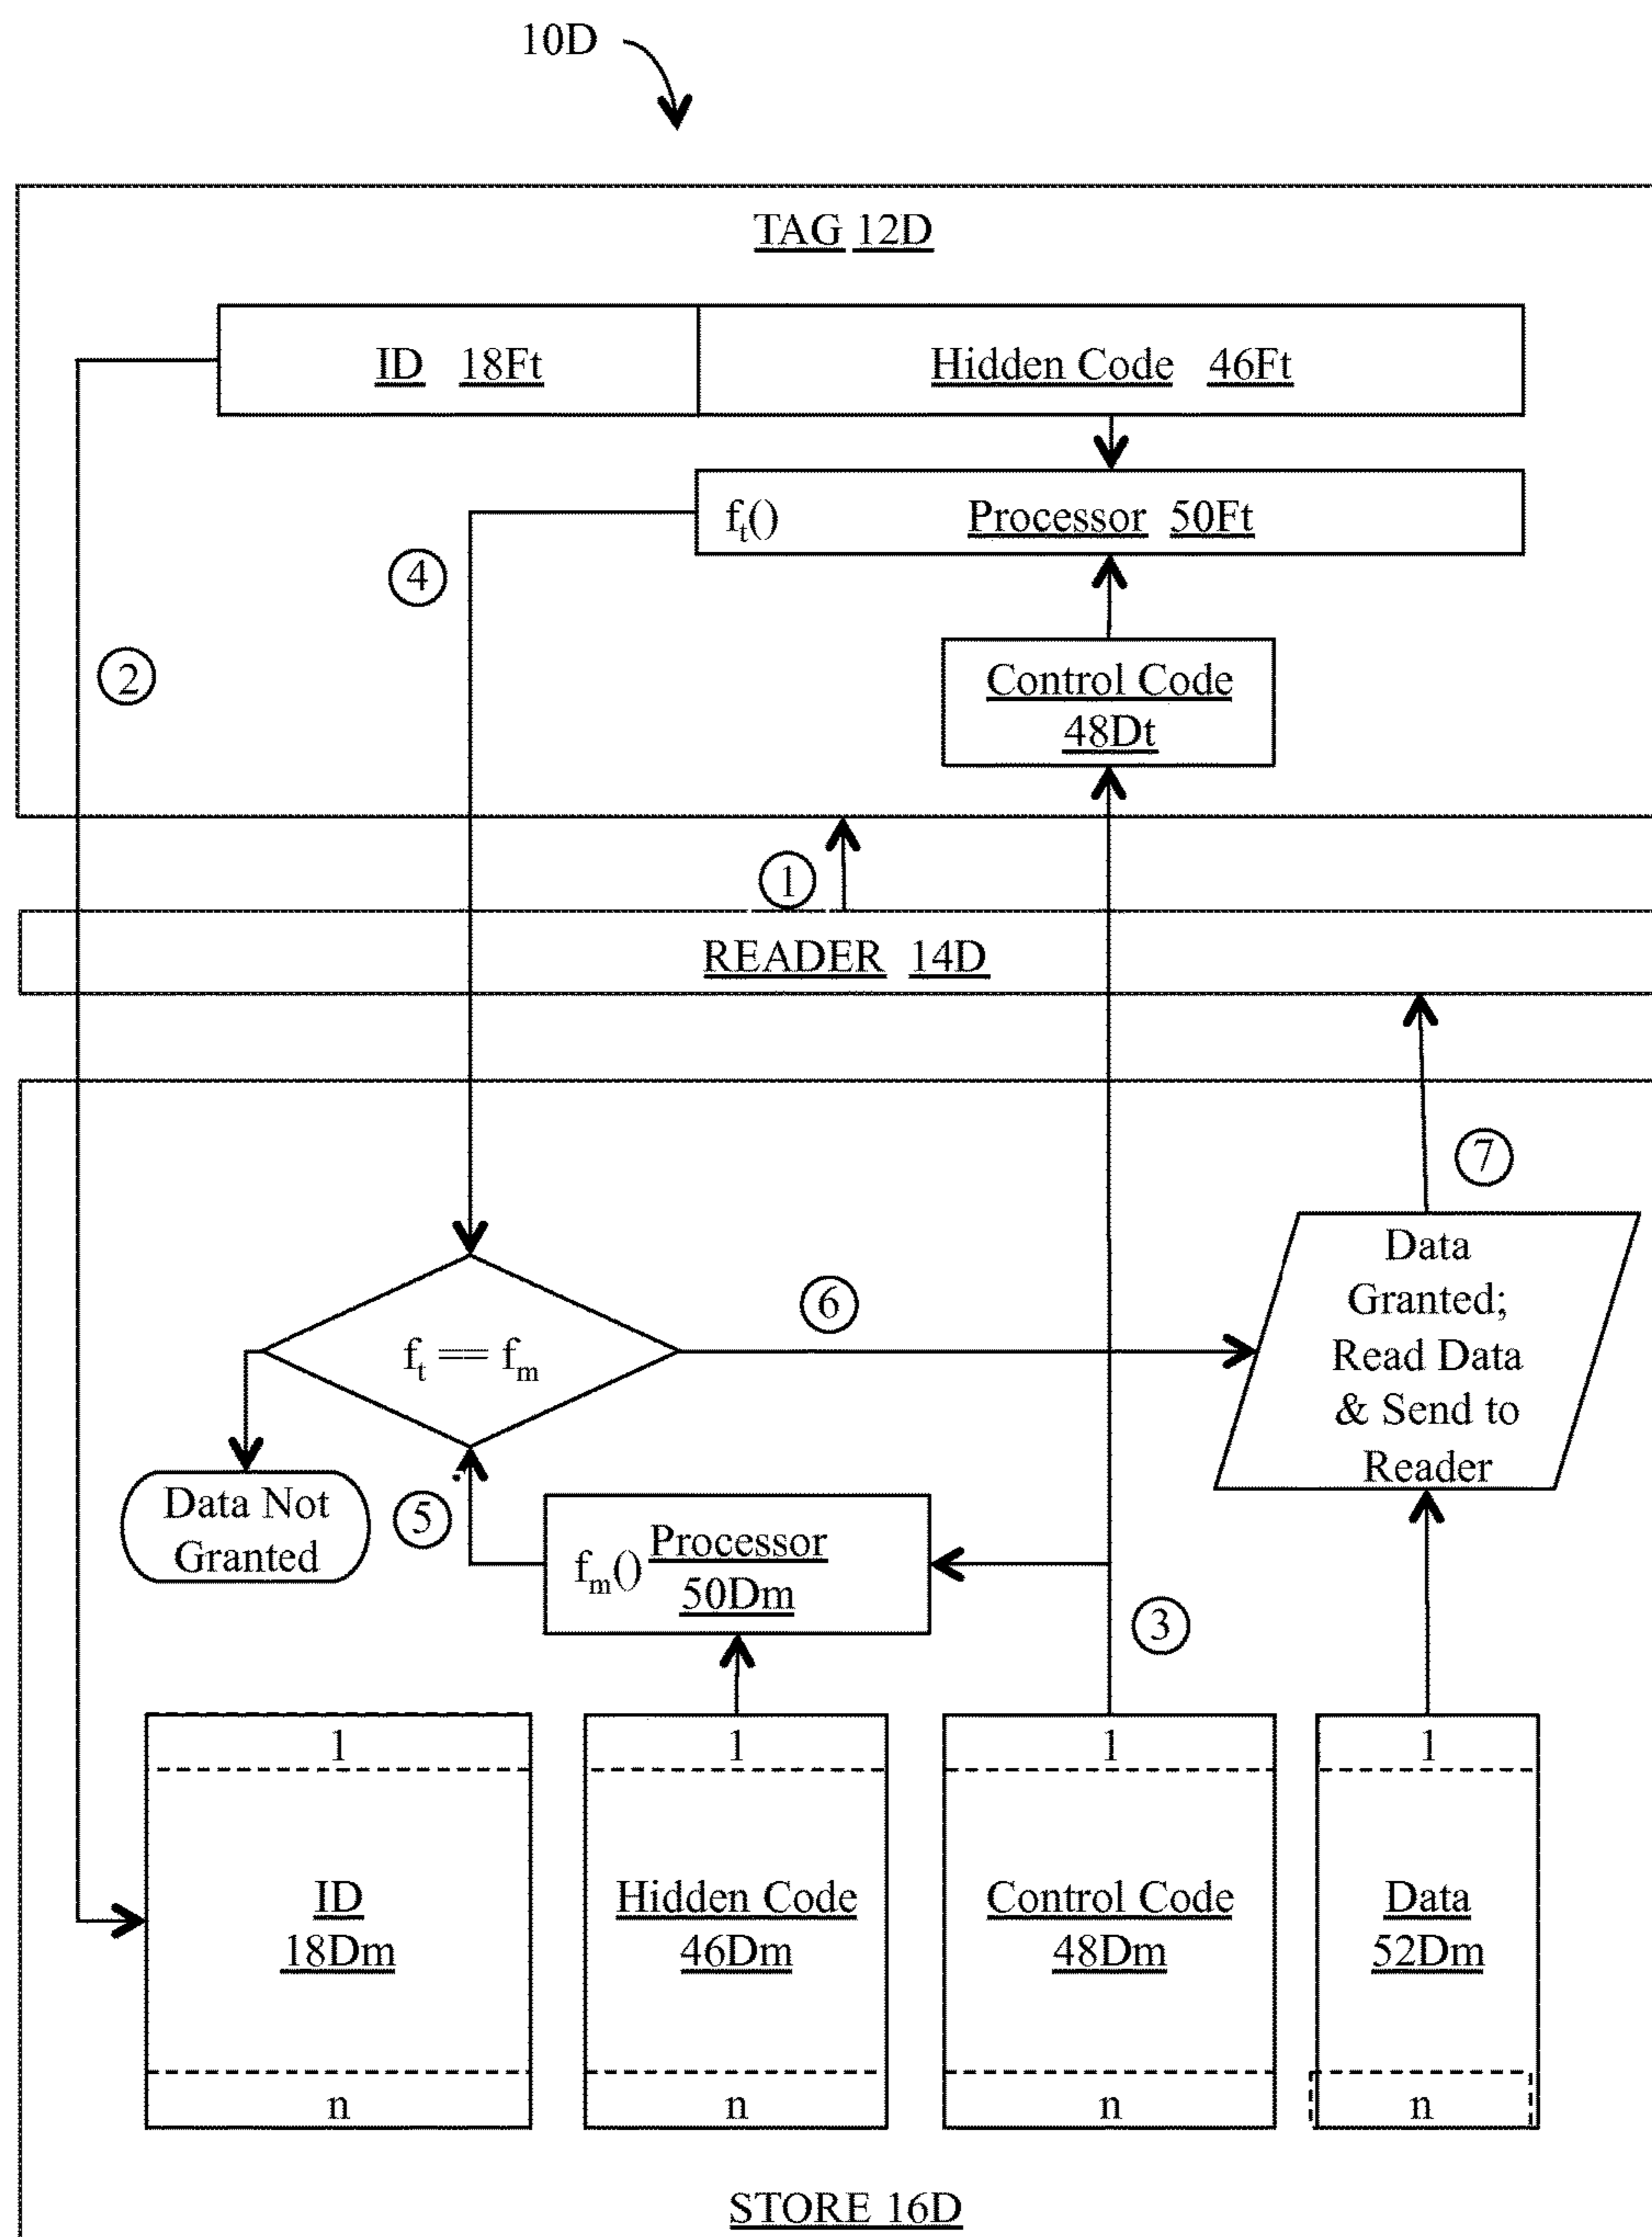 10D
TAG 12D
ID 18Ft
Hidden Code 46Ft
ft() Processor 50Ft
4
2
Control Code
48Dt
1
READER 14D
7
Data
Granted;
Read Data
& Send to
Reader
6
ft == fm
Data Not
Granted
5
fm() Processor
50Dm
3
1
1
1
1
ID
18Dm
Hidden Code
46Dm
Control Code
48Dm
Data
52Dm
n
n
n
n
STORE 16D